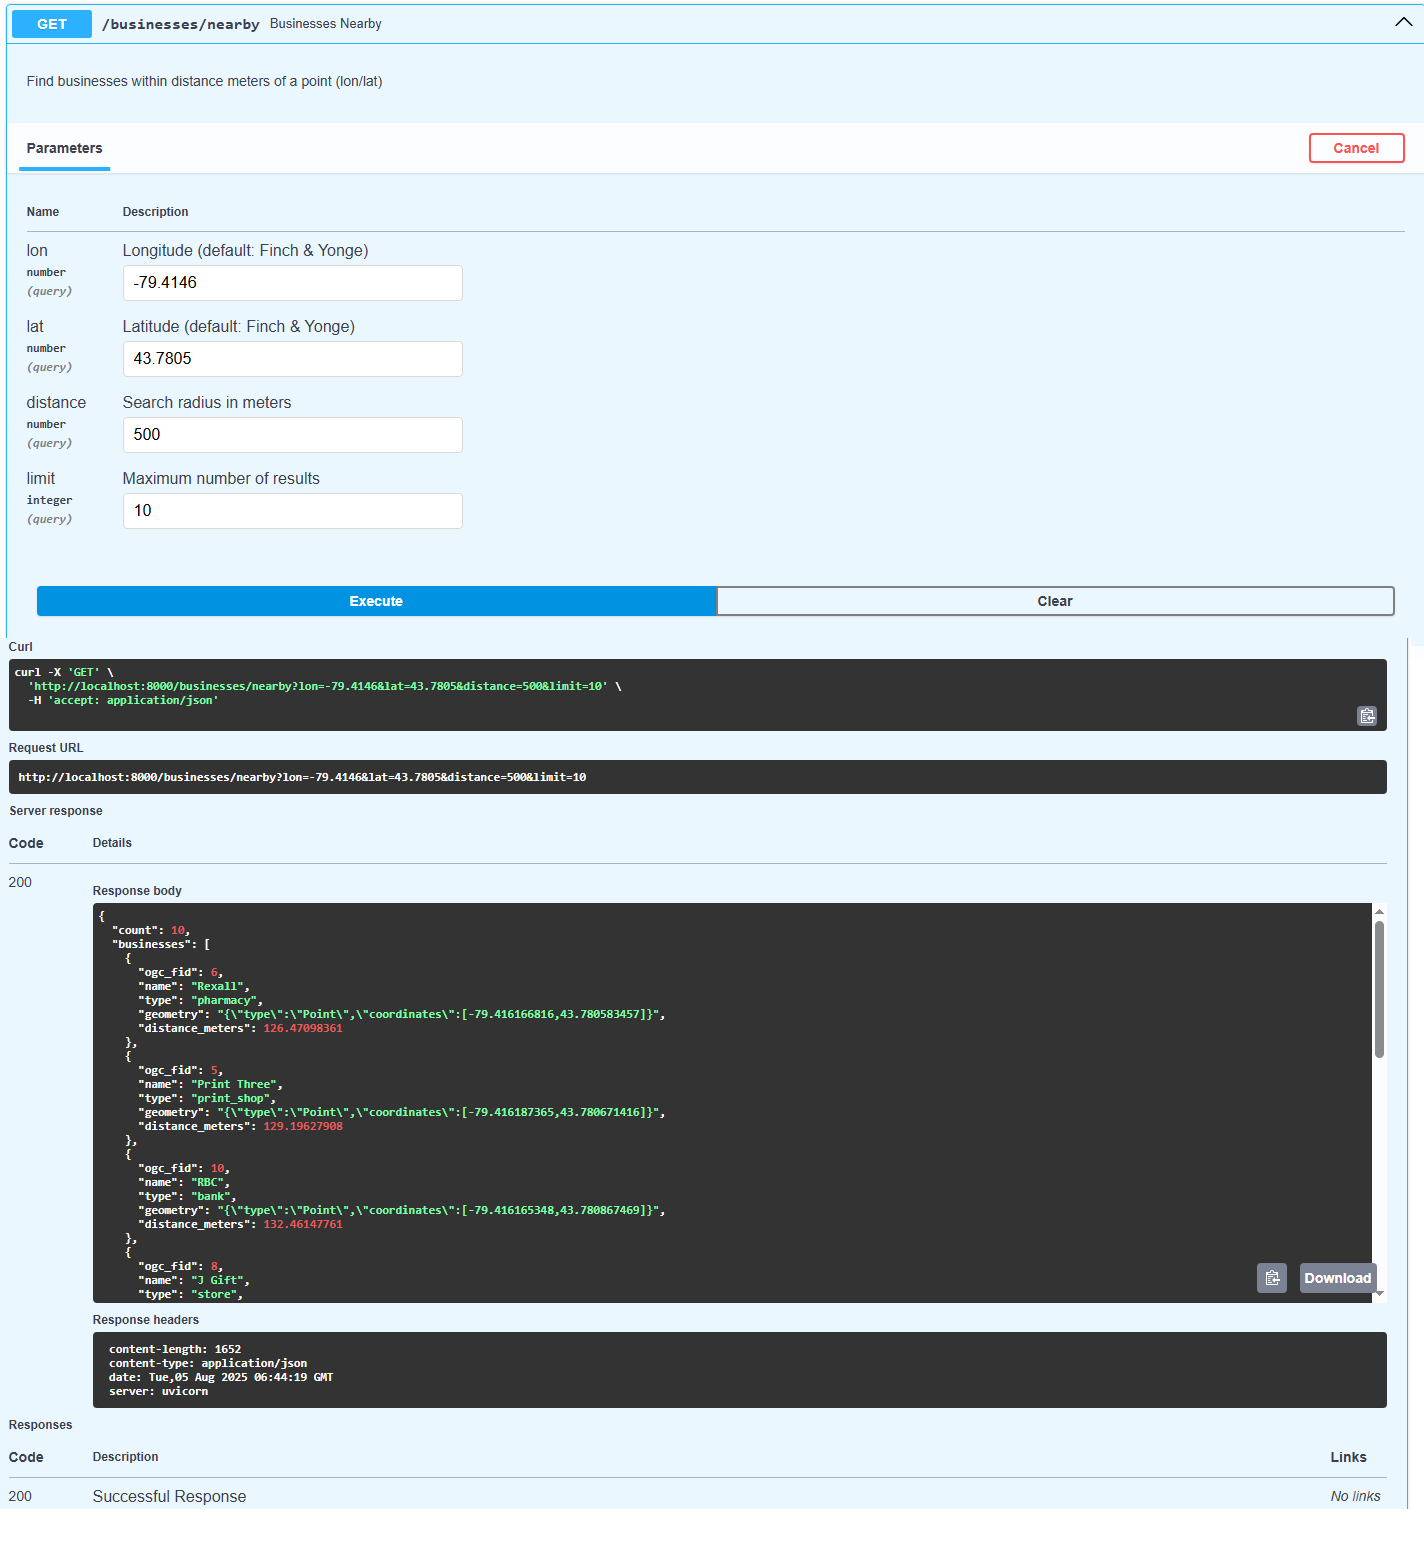 GET /businesses/nearby Businesses Nearby
Find businesses within distance meters of a point (lon/lat)
Parameters
Cancel
Name Description
lon Longitude (default: Finch & Yonge)
number
(query)
-79.4146
lat Latitude (default: Finch & Yonge)
number
(query)
43.7805
distance Search radius in meters
number
(query)
500
limit Maximum number of results
integer
(query)
10
Execute Clear
Curl
curl -X 'GET' \
'http://localhost:8000/businesses/nearby?lon=-79.4146&lat=43.7805&distance=500&limit=10' \
-H 'accept: application/json'
Request URL
http://localhost:8000/businesses/nearby?lon=-79.4146&lat=43.7805&distance=500&limit=10
Server response
Code Details
200
Response body
{
"count": 10,
"businesses": [
{
"ogc_fid": 6,
"name": "Rexall",
"type": "pharmacy",
"geometry": "{\"type\":\"Point\",\"coordinates\":[-79.416166816,43.780583457]}",
"distance_meters": 126.47098361
},
{
"ogc_fid": 5,
"name": "Print Three",
"type": "print_shop",
"geometry": "{\"type\":\"Point\",\"coordinates\":[-79.416187365,43.780671416]}",
"distance_meters": 129.19627908
},
{
"ogc_fid": 10,
"name": "RBC",
"type": "bank",
"geometry": "{\"type\":\"Point\",\"coordinates\":[-79.416165348,43.780867469]}",
"distance_meters": 132.46147761
},
{
"ogc_fid": 8,
"name": "J Gift",
"type": "store",
Download
Response headers
content-length: 1652
content-type: application/json
date: Tue,05 Aug 2025 06:44:19 GMT
server: uvicorn
Responses
Code Description Links
200 Successful Response No links